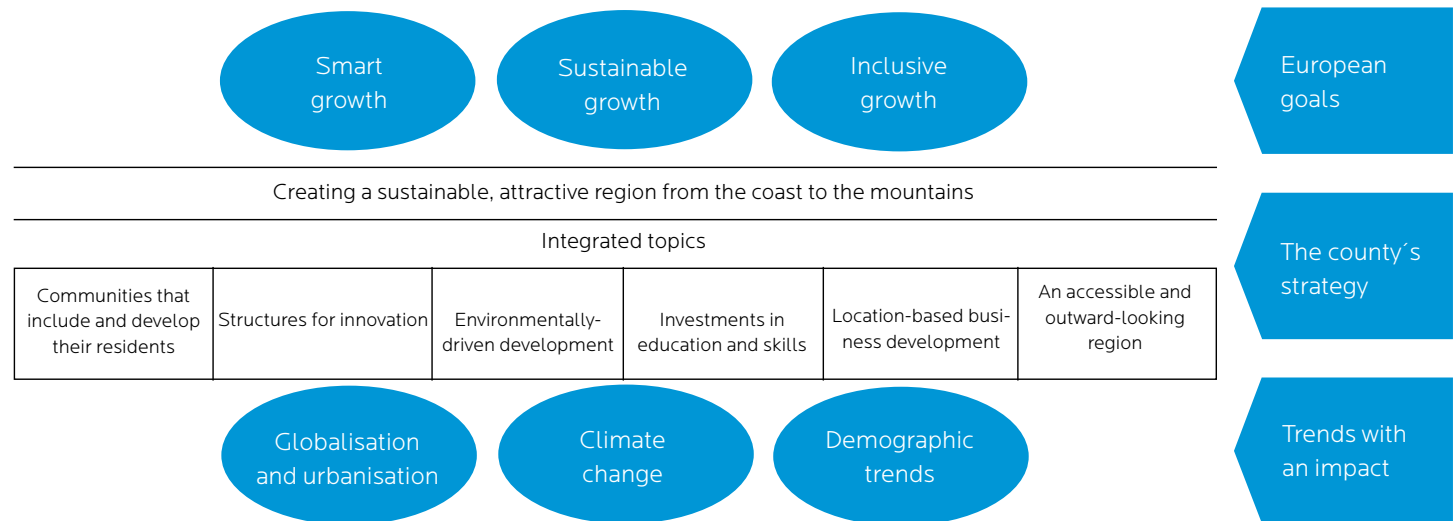 Smart
growth
Sustainable
growth
Inclusive
growth
European
goals
Creating a sustainable, attractive region from the coast to the mountains
Integrated topics
The county´s
strategy
Communities that
include and develop
their residents
Structures for innovation
Environmentally-
driven development
Investments in
education and skills
Location-based busi-
ness development
An accessible and
outward-looking
region
Globalisation
and urbanisation
Climate
change
Demographic
trends
Trends with
an impact